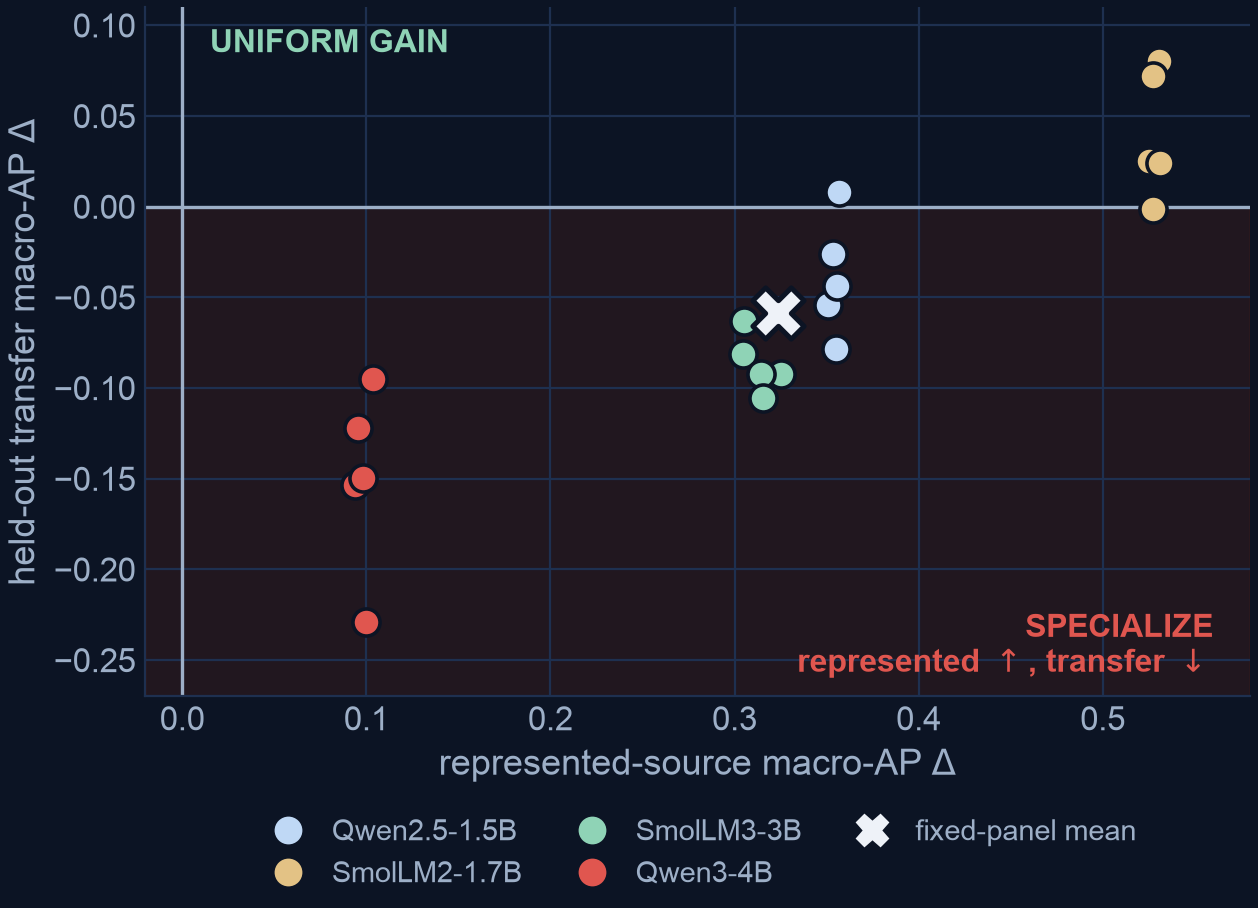 UNIFORM GAIN
0.10
0.05
0.00
−0.05
−0.10
−0.15
−0.20
−0.25
held-out transfer macro-AP Δ
SPECIALIZE
represented ↑, transfer ↓
0.0 0.1 0.2 0.3 0.4 0.5
represented-source macro-AP Δ
Qwen2.5-1.5B SmolLM3-3B fixed-panel mean
SmolLM2-1.7B Qwen3-4B